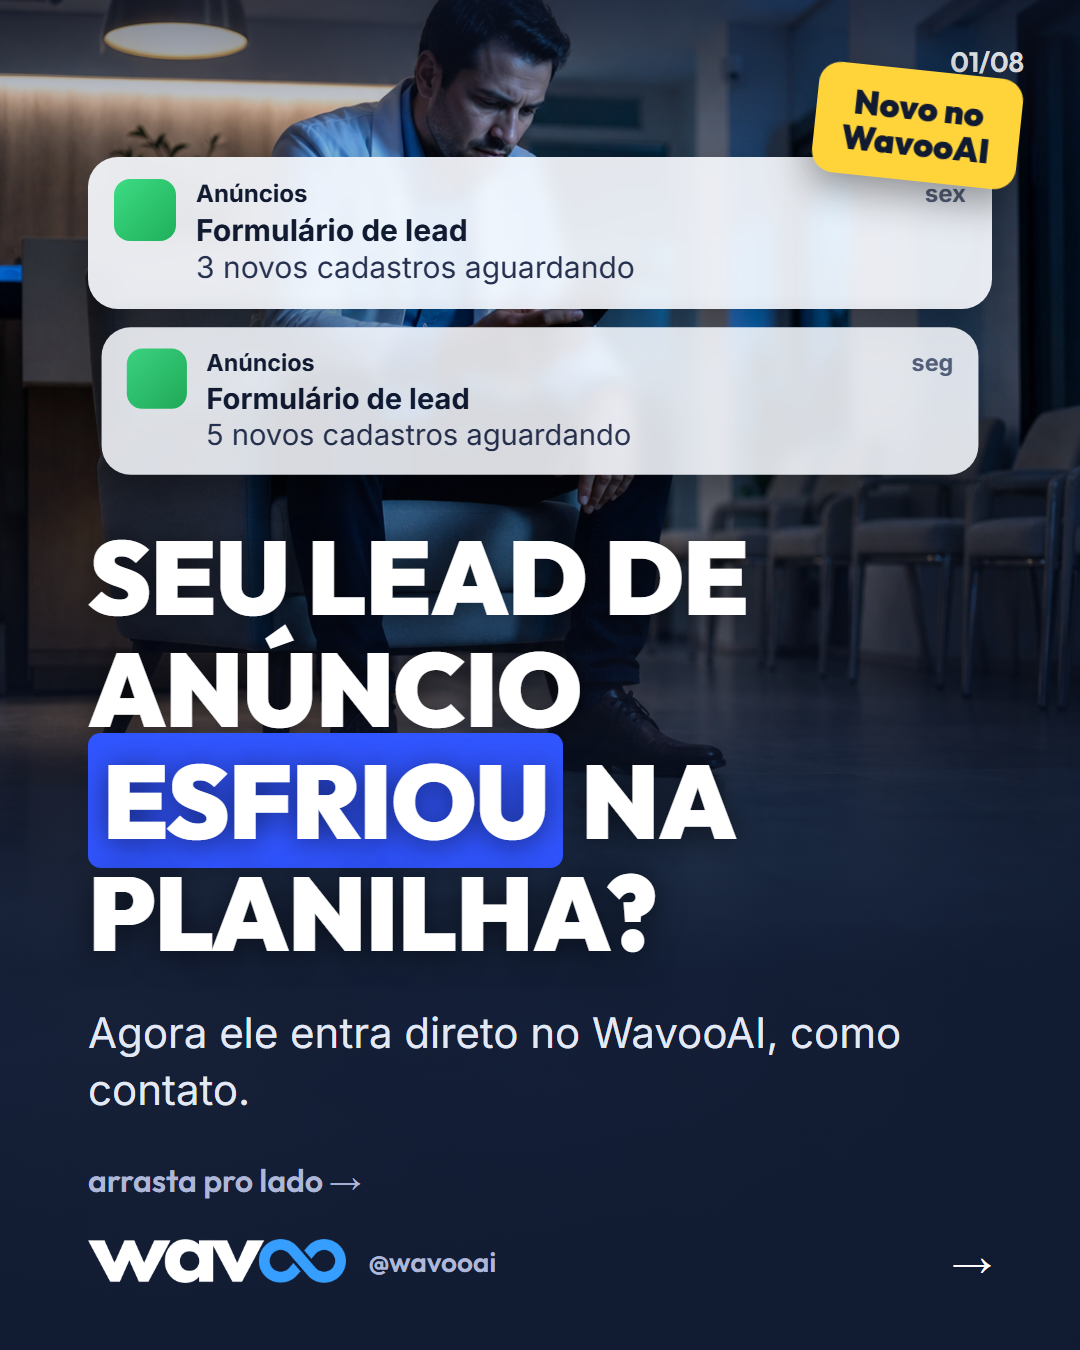 01/08
Novo no
WavooAI
Anúncios
sex
Formulário de lead
3 novos cadastros aguardando
Anúncios
seg
Formulário de lead
5 novos cadastros aguardando
SEU LEAD DE
ANÚNCIO
ESFRIOU NA
PLANILHA?
Agora ele entra direto no WavooAI, como
contato.
arrasta pro lado →
wavoo
@wavooai
→